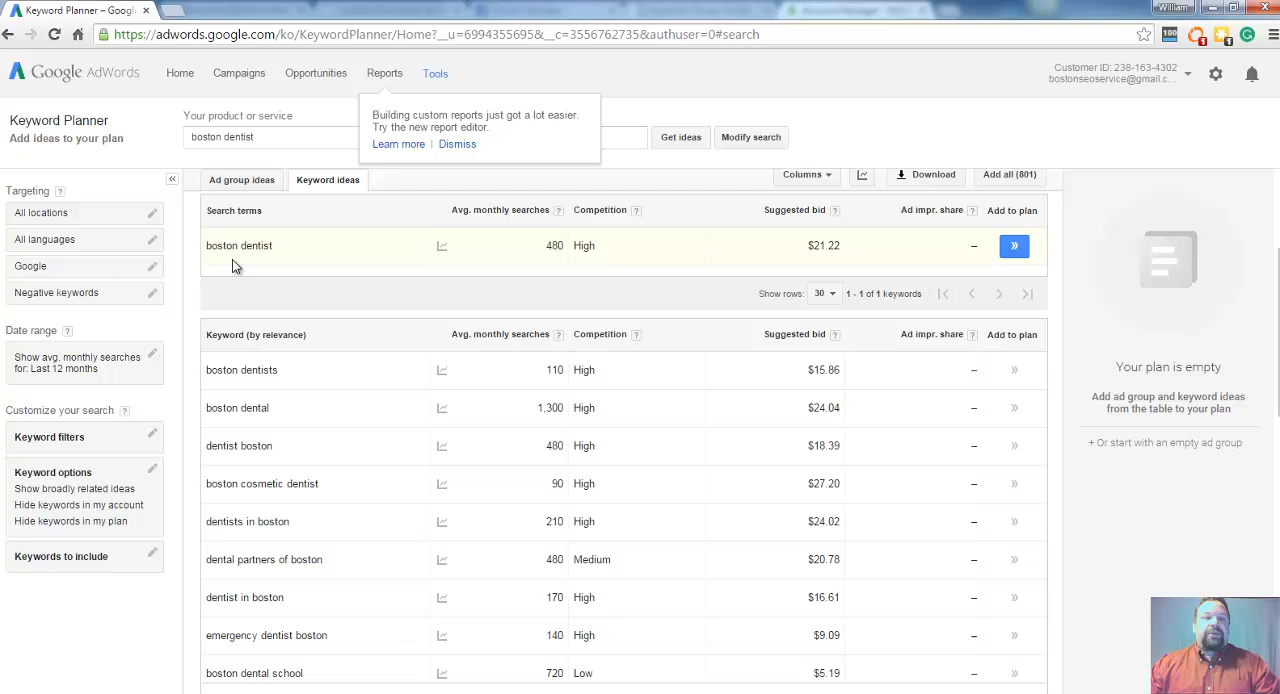 Keyword Planner – Googl
William
https://adwords.google.com/ko/KeywordPlanner/Home?__u=8994363656&__c=3556762735&authuser=0#search
100
1
1
Google AdWords
Home
Campaigns
Opportunities
Reports
Tools
Customer ID: 238-163-4302
bostonseoservice@gmail.c...
Keyword Planner
Add ideas to your plan
Your product or service
boston dentist
Building custom reports just got a lot easier.
Try the new report editor.
Learn more | Dismiss
Get ideas
Modify search
Targeting ?
All locations
All languages
Google
Negative keywords
Date range ?
Show avg. monthly searches
for: Last 12 months
Customize your search ?
Keyword filters
Keyword options
Show broadly related ideas
Hide keywords in my account
Hide keywords in my plan
Keywords to include
Ad group ideas
Keyword ideas
Columns
Download
Add all (801)
Search terms Avg. monthly searches ? Competition ? Suggested bid ? Ad impr. share ? Add to plan
boston dentist 480 High $21.22 – »
Show rows: 30 1 - 1 of 1 keywords
Keyword (by relevance) Avg. monthly searches ? Competition ? Suggested bid ? Ad impr. share ? Add to plan
boston dentists 110 High $15.86 – »
boston dental 1,300 High $24.04 – »
dentist boston 480 High $18.39 – »
boston cosmetic dentist 90 High $27.20 – »
dentists in boston 210 High $24.02 – »
dental partners of boston 480 Medium $20.78 – »
dentist in boston 170 High $16.61 – »
emergency dentist boston 140 High $9.09 – »
boston dental school 720 Low $5.19 – »
Your plan is empty
Add ad group and keyword ideas
from the table to your plan
+ Or start with an empty ad group